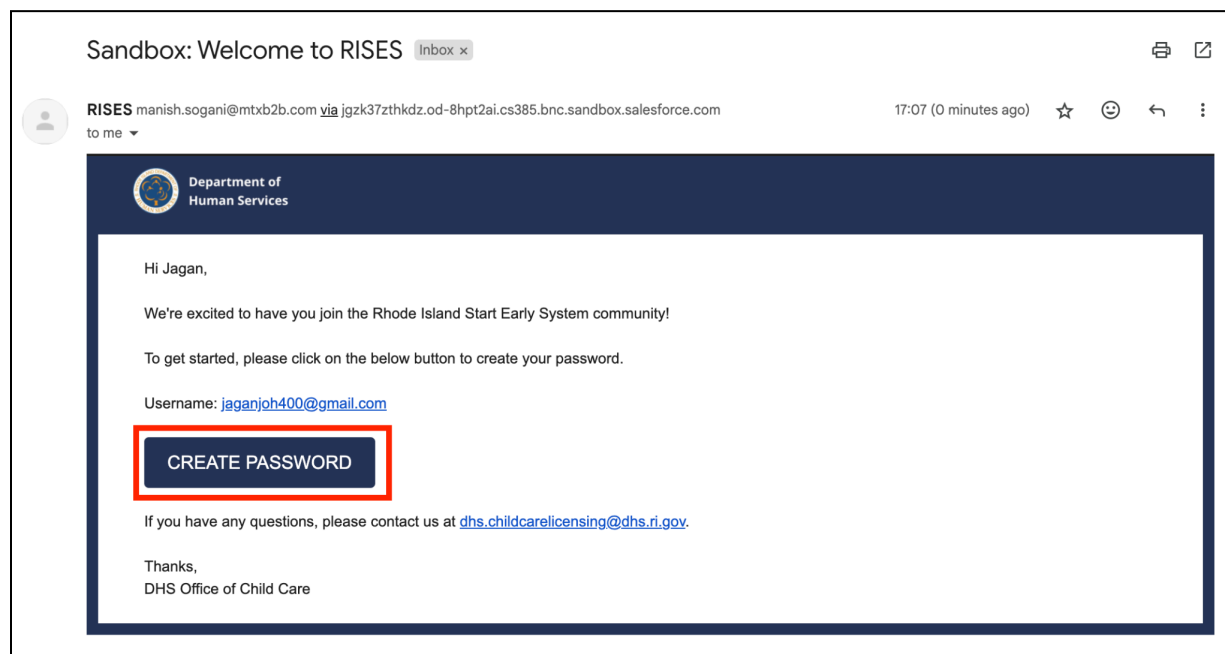 Sandbox: Welcome to RISES Inbox ×
RISES manish.sogani@mtxb2b.com via jgzk37zthkdz.od-8hpt2ai.cs385.bnc.sandbox.salesforce.com 17:07 (0 minutes ago)
to me
Department of
Human Services
Hi Jagan,
We're excited to have you join the Rhode Island Start Early System community!
To get started, please click on the below button to create your password.
Username: jaganjoh400@gmail.com
CREATE PASSWORD
If you have any questions, please contact us at dhs.childcarelicensing@dhs.ri.gov.
Thanks,
DHS Office of Child Care